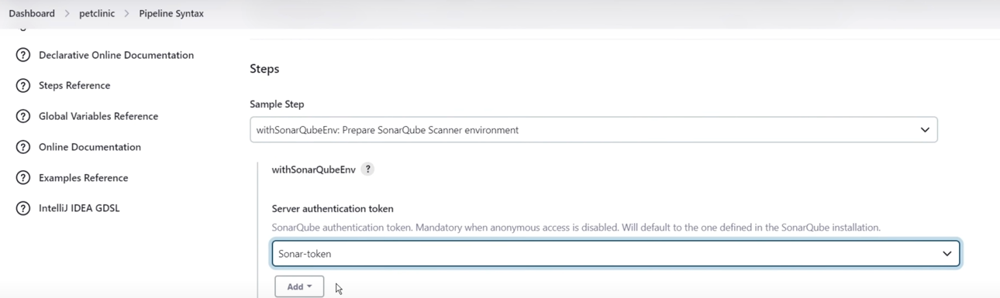 Dashboard > petclinic > Pipeline Syntax
Declarative Online Documentation
Steps Reference
Global Variables Reference
Online Documentation
Examples Reference
IntelliJ IDEA GDSL
Steps
Sample Step
withSonarQubeEnv: Prepare SonarQube Scanner environment
withSonarQubeEnv ?
Server authentication token
SonarQube authentication token. Mandatory when anonymous access is disabled. Will default to the one defined in the SonarQube installation.
Sonar-token
Add